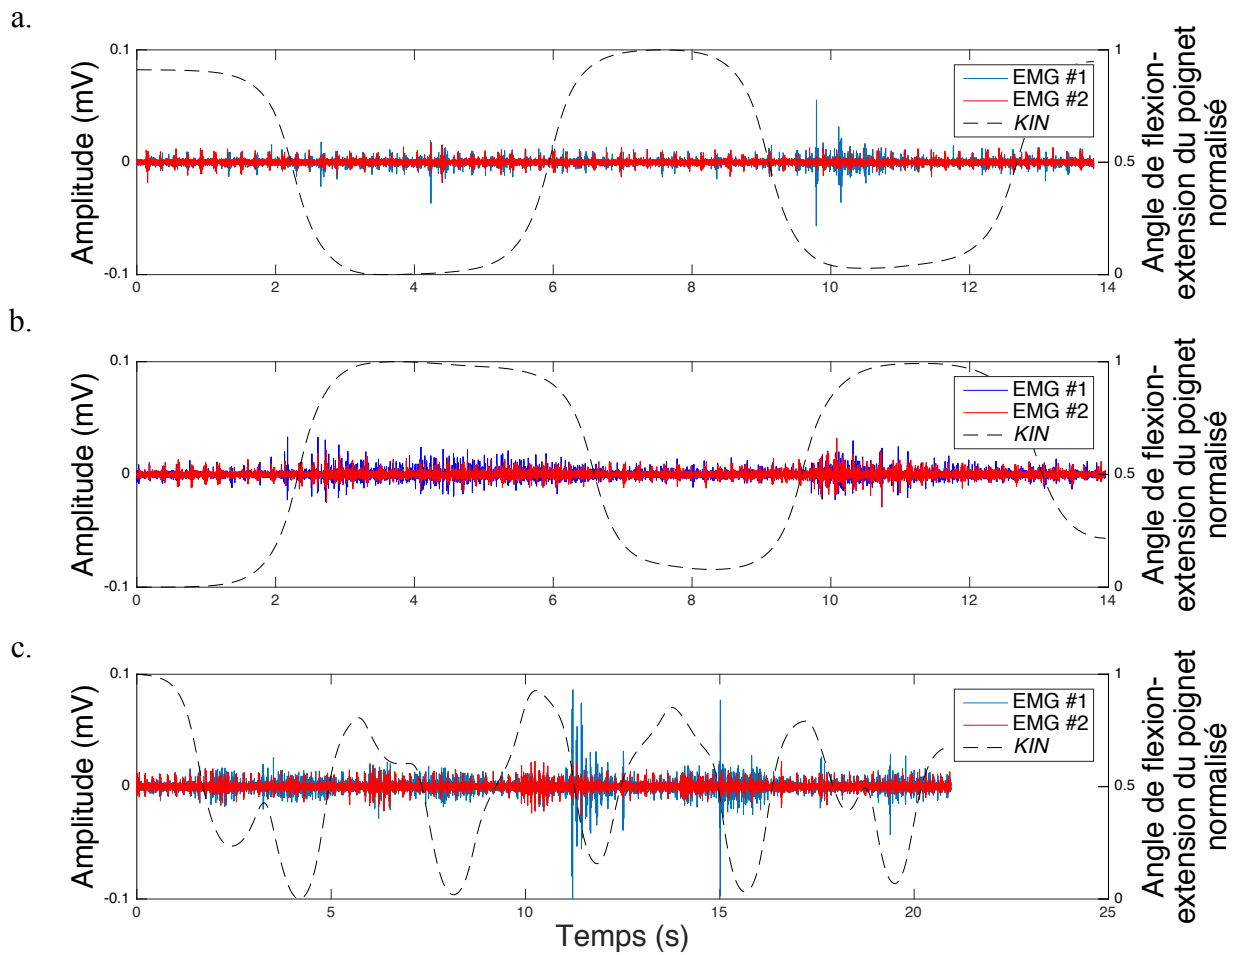 a.
Amplitude (mV)
0.1
0
-0.1
0 2 4 6 8 10 12 14
1
0.5
0
EMG #1
EMG #2
KIN
Angle de flexion-
extension du poignet
normalisé
b.
Amplitude (mV)
0.1
0
-0.1
0 2 4 6 8 10 12 14
1
0.5
0
EMG #1
EMG #2
KIN
Angle de flexion-
extension du poignet
normalisé
c.
Amplitude (mV)
0.1
0
-0.1
0 5 10 15 20 25
1
0.5
0
EMG #1
EMG #2
KIN
Angle de flexion-
extension du poignet
normalisé
Temps (s)